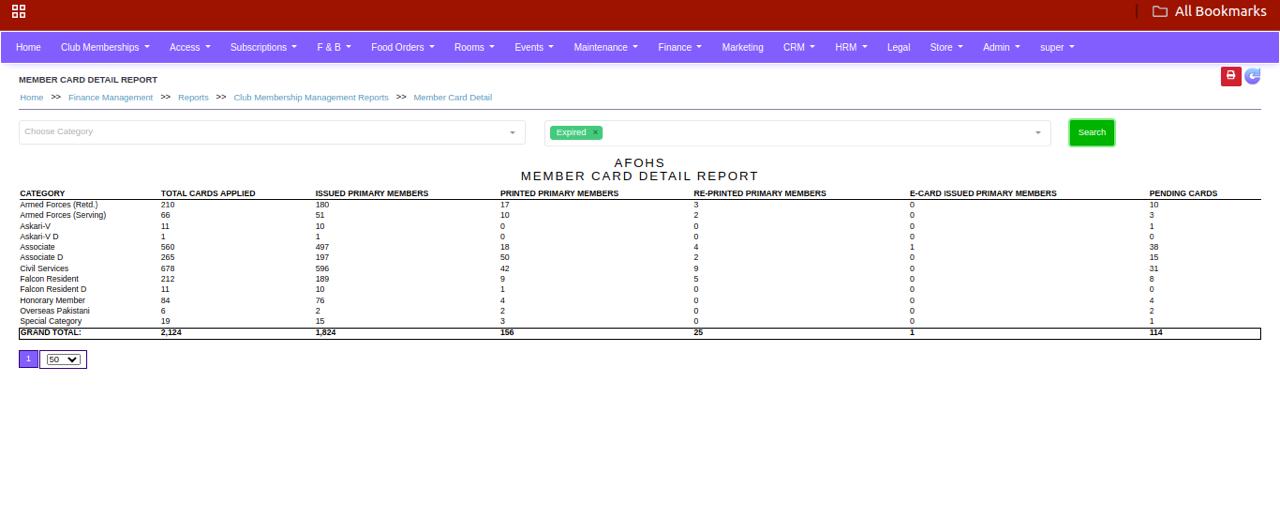 All Bookmarks
Home Club Memberships Access Subscriptions F & B Food Orders Rooms Events Maintenance Finance Marketing CRM HRM Legal Store Admin super
MEMBER CARD DETAIL REPORT
Home >> Finance Management >> Reports >> Club Membership Management Reports >> Member Card Detail
Choose Category Expired × Search
AFOHS
MEMBER CARD DETAIL REPORT
CATEGORY TOTAL CARDS APPLIED ISSUED PRIMARY MEMBERS PRINTED PRIMARY MEMBERS RE-PRINTED PRIMARY MEMBERS E-CARD ISSUED PRIMARY MEMBERS PENDING CARDS
Armed Forces (Retd.) 210 180 17 3 0 10
Armed Forces (Serving) 66 51 10 2 0 3
Askari-V 11 10 0 0 0 1
Askari-V D 1 1 0 0 0 0
Associate 560 497 18 4 1 38
Associate D 265 197 50 2 0 15
Civil Services 678 596 42 9 0 31
Falcon Resident 212 189 9 5 0 8
Falcon Resident D 11 10 1 0 0 0
Honorary Member 84 76 4 0 0 4
Overseas Pakistani 6 2 2 0 0 2
Special Category 19 15 3 0 0 1
GRAND TOTAL: 2,124 1,824 156 25 1 114
1 50